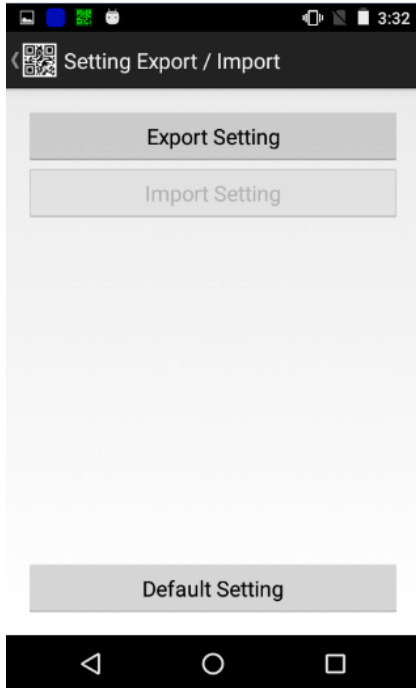 3:32
Setting Export / Import
Export Setting
Import Setting
Default Setting